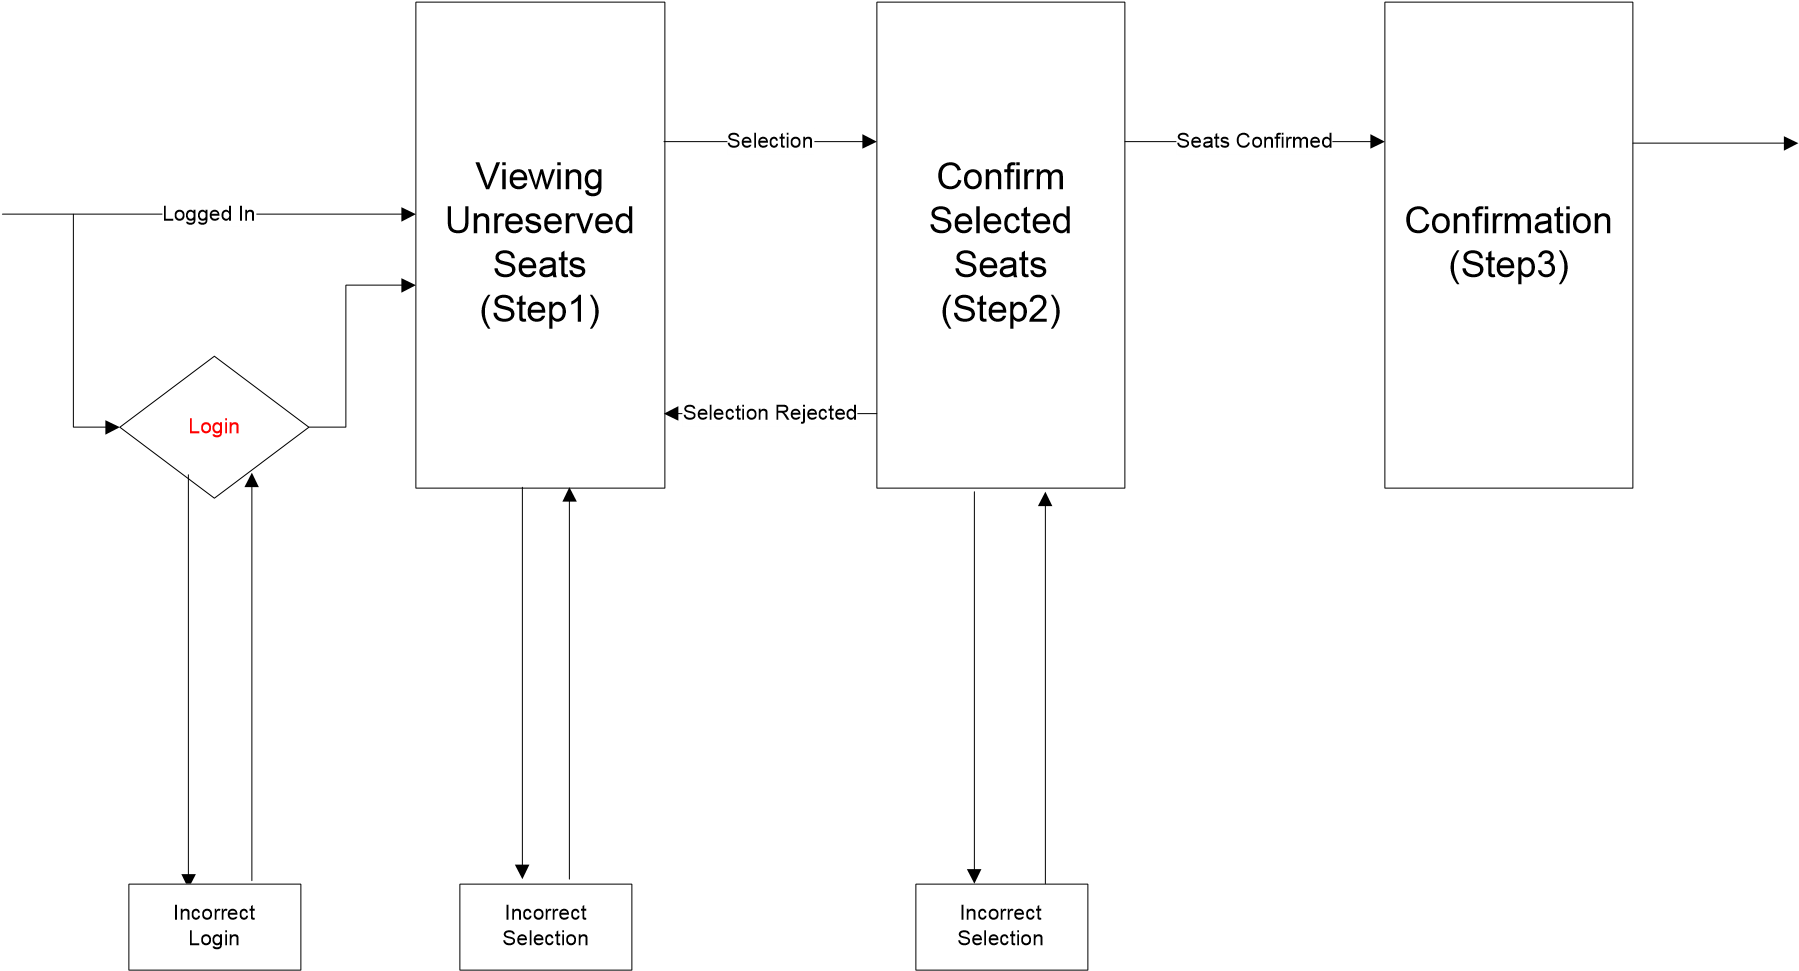 Viewing
Unreserved
Seats
(Step1)
Confirm
Selected
Seats
(Step2)
Confirmation
(Step3)
Selection
Seats Confirmed
Logged In
Selection Rejected
Login
Incorrect
Login
Incorrect
Selection
Incorrect
Selection